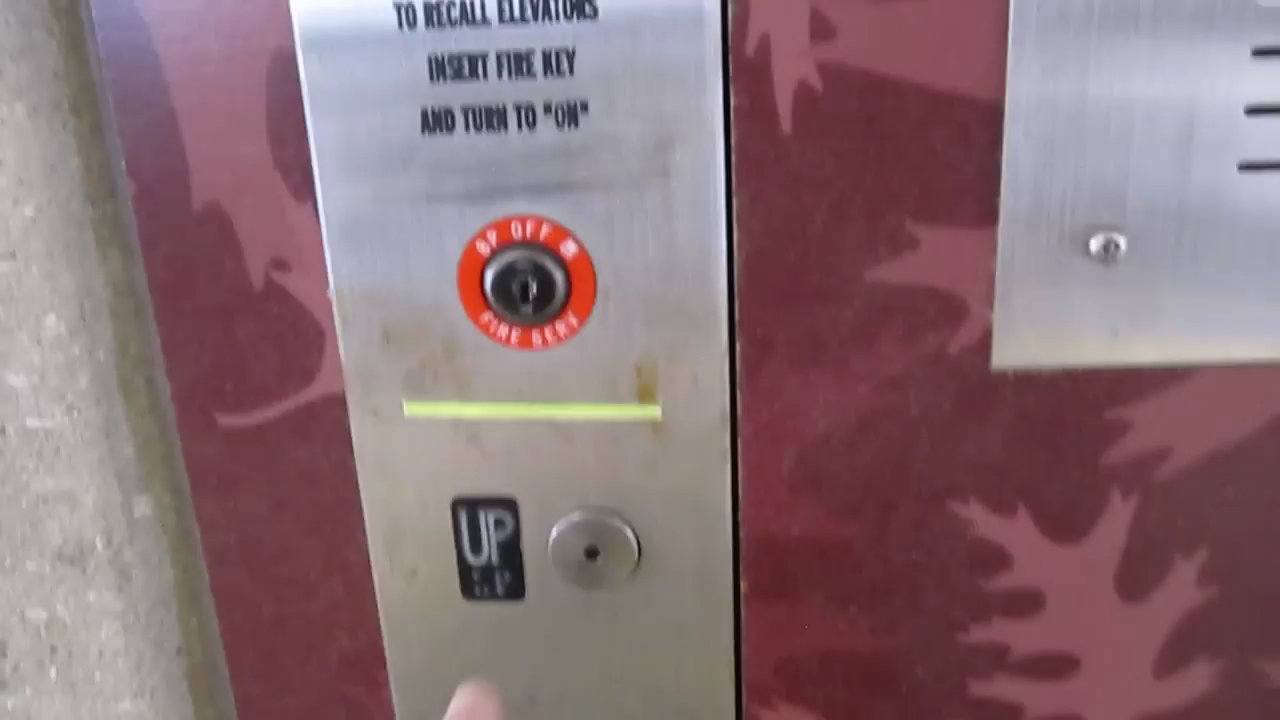 TO RECALL ELEVATORS
INSERT FIRE KEY
AND TURN TO "ON"
OFF
FIRE SERV
UP